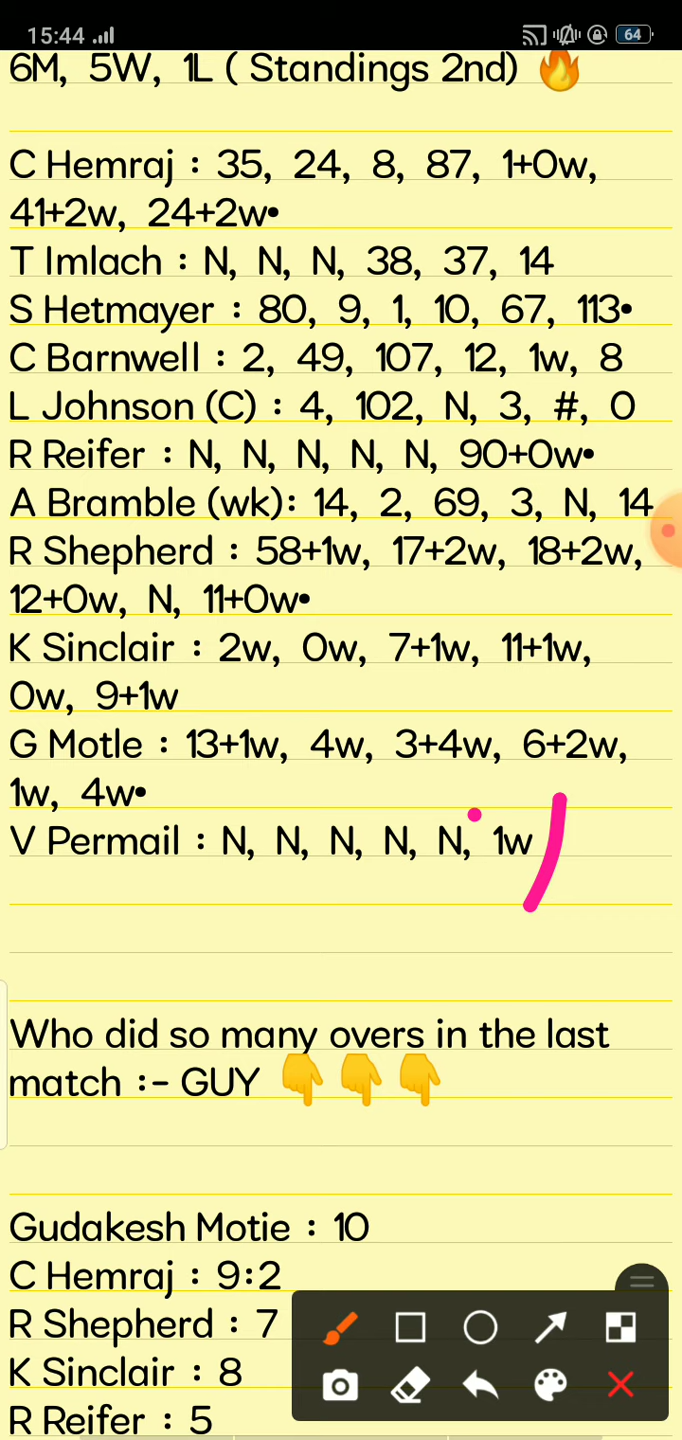 15:44 64
6M, 5W, 1L ( Standings 2nd) 🔥
C Hemraj : 35, 24, 8, 87, 1+0w,
41+2w, 24+2w•
T Imlach : N, N, N, 38, 37, 14
S Hetmayer : 80, 9, 1, 10, 67, 113•
C Barnwell : 2, 49, 107, 12, 1w, 8
L Johnson (C) : 4, 102, N, 3, #, 0
R Reifer : N, N, N, N, N, 90+0w•
A Bramble (wk): 14, 2, 69, 3, N, 14
R Shepherd : 58+1w, 17+2w, 18+2w,
12+0w, N, 11+0w•
K Sinclair : 2w, 0w, 7+1w, 11+1w,
0w, 9+1w
G Motle : 13+1w, 4w, 3+4w, 6+2w,
1w, 4w•
V Permail : N, N, N, N, N, 1w
Who did so many overs in the last
match :- GUY 👇👇👇
Gudakesh Motie : 10
C Hemraj : 9:2
R Shepherd : 7
K Sinclair : 8
R Reifer : 5